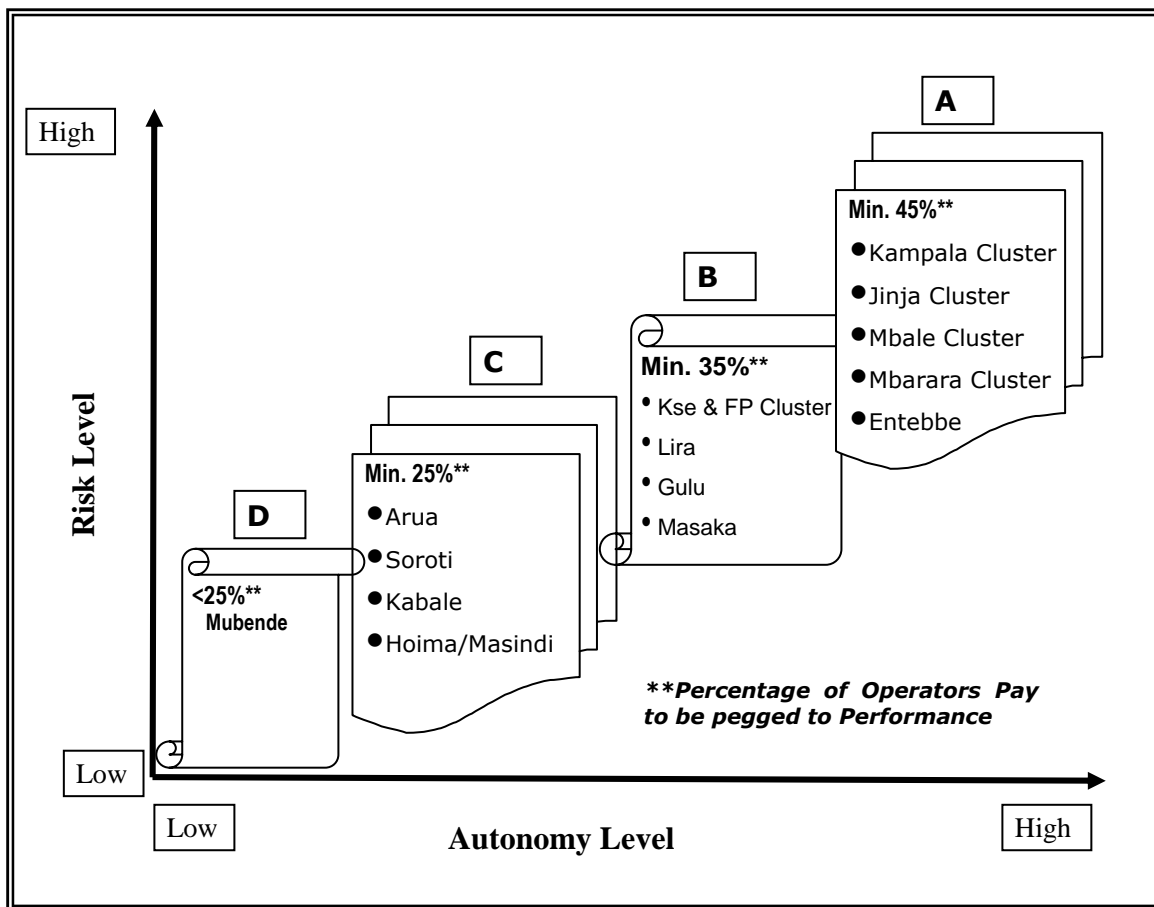 A
High
Min. 45%**
●Kampala Cluster
●Jinja Cluster
●Mbale Cluster
●Mbarara Cluster
●Entebbe
B
Min. 35%**
• Kse & FP Cluster
• Lira
• Gulu
• Masaka
C
Min. 25%**
●Arua
●Soroti
●Kabale
●Hoima/Masindi
D
<25%**
Mubende
Risk Level
**Percentage of Operators Pay
to be pegged to Performance
Low
Low
Autonomy Level
High